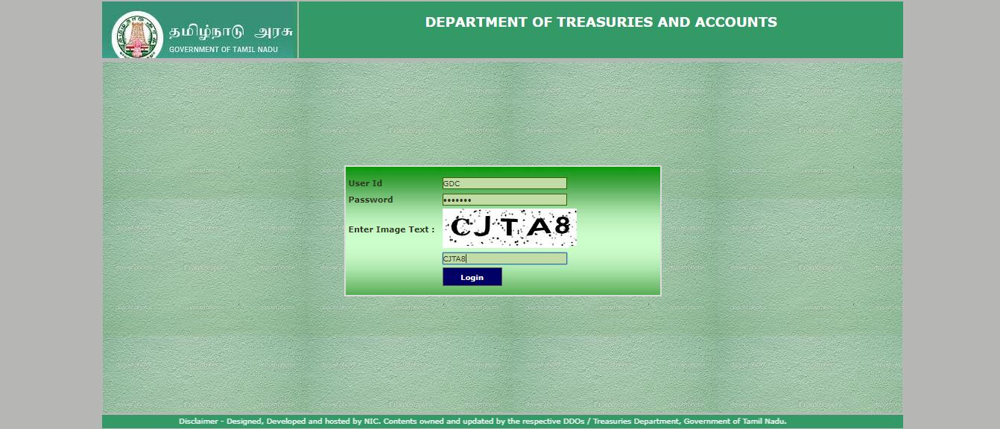 தமிழ்நாடு அரசு
GOVERNMENT OF TAMIL NADU
DEPARTMENT OF TREASURIES AND ACCOUNTS
User Id GDC
Password •••••••
Enter Image Text : CJTA8
CJTA8
Login
Disclaimer - Designed, Developed and hosted by NIC. Contents owned and updated by the respective DDOs / Treasuries Department, Government of Tamil Nadu.